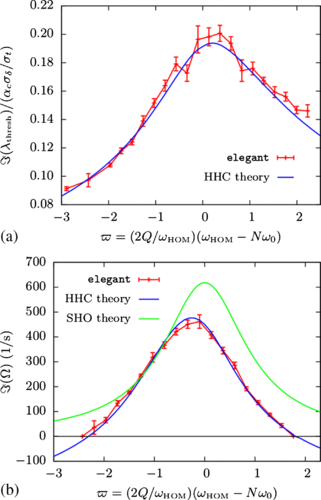 0.22
0.20
0.18
0.16
0.14
0.12
0.10
0.08
ℑ(λthresh)/(αcσδ/σt)
elegant
HHC theory
-3 -2 -1 0 1 2
(a) ϖ = (2Q/ωHOM)(ωHOM − Nω0)
700
600
500
400
300
200
100
0
-100
ℑ(Ω) (1/s)
elegant
HHC theory
SHO theory
-3 -2 -1 0 1 2
(b) ϖ = (2Q/ωHOM)(ωHOM − Nω0)